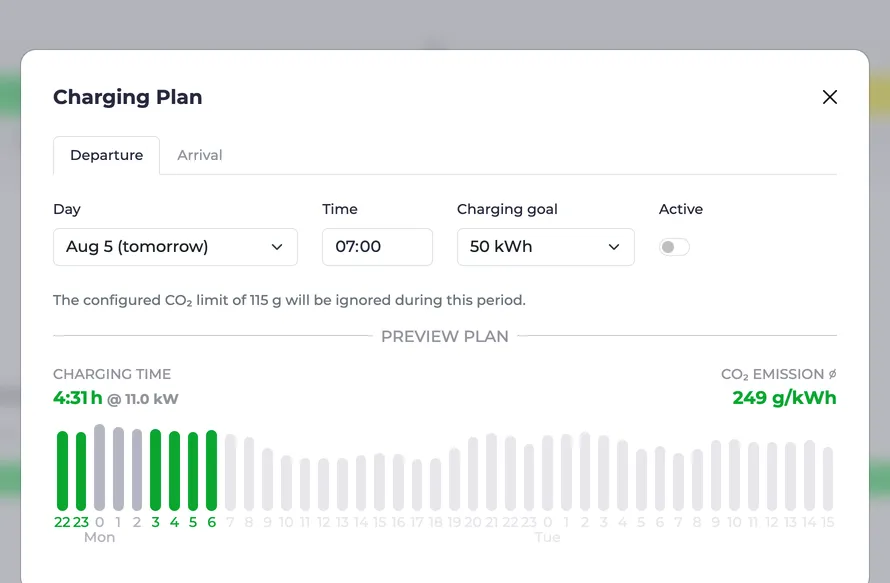 Charging Plan
Departure Arrival
Day Time Charging goal Active
Aug 5 (tomorrow) 07:00 50 kWh
The configured CO₂ limit of 115 g will be ignored during this period.
PREVIEW PLAN
CHARGING TIME CO₂ EMISSION ⌀
4:31 h @ 11.0 kW 249 g/kWh
22 23 0 1 2 3 4 5 6 7 8 9 10 11 12 13 14 15 16 17 18 19 20 21 22 23 0 1 2 3 4 5 6 7 8 9 10 11 12 13 14 15
Mon Tue